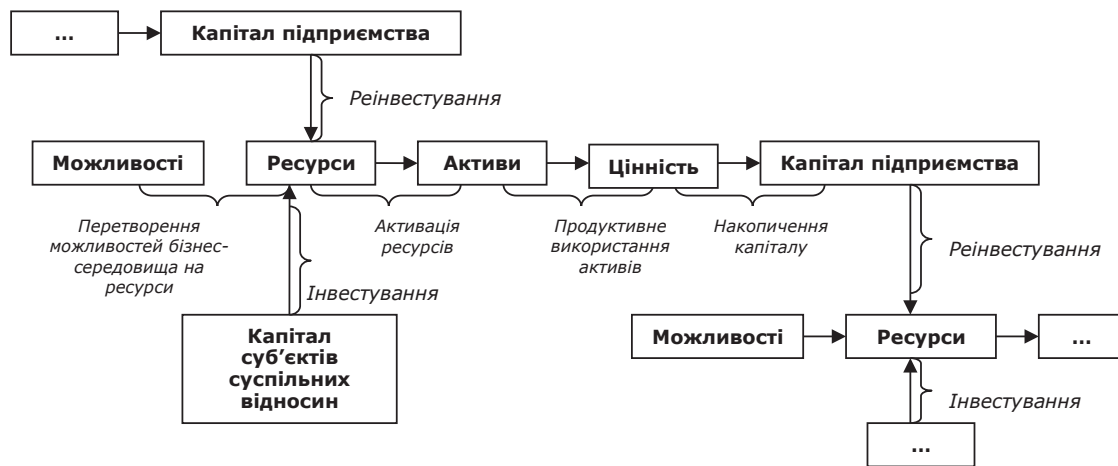 ...
Капітал підприємства
Реінвестування
Можливості
Ресурси
Активи
Цінність
Капітал підприємства
Перетворення
можливостей бізнес-
середовища на
ресурси
Активація
ресурсів
Продуктивне
використання
активів
Накопичення
капіталу
Реінвестування
Інвестування
Капітал
суб’єктів
суспільних
відносин
Можливості
Ресурси
...
Інвестування
...